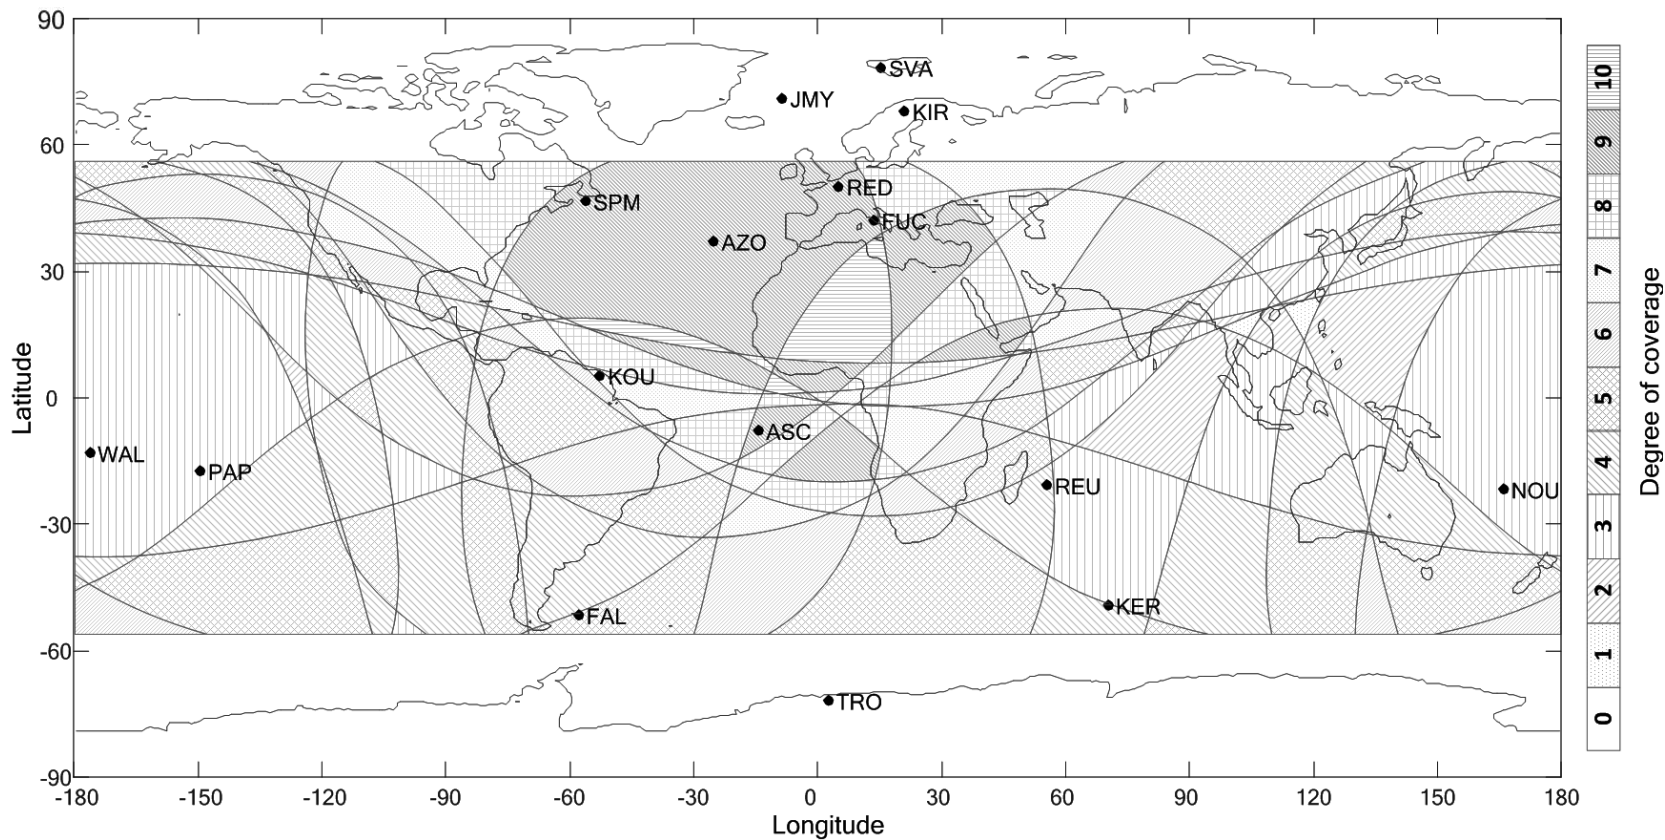 90
60
30
0
-30
-60
-90
Latitude
-180
-150
-120
-90
-60
-30
0
30
60
90
120
150
180
Longitude
SVA
JMY
KIR
RED
SPM
FUC
AZO
KOU
ASC
WAL
PAP
REU
NOU
KER
FAL
TRO
10
9
8
7
6
5
4
3
2
1
0
Degree of coverage